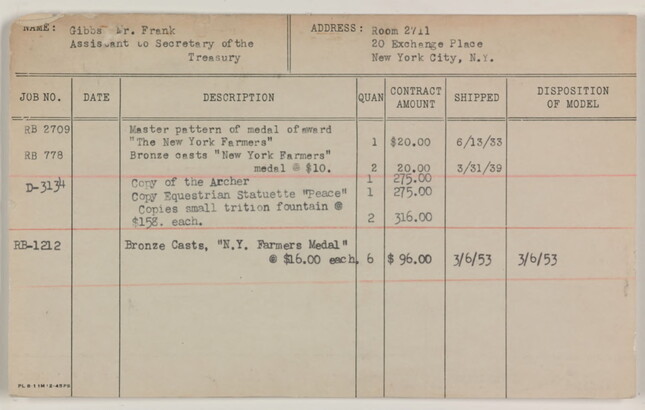 NAME: Gibbs Mr. Frank
Assistant to Secretary of the
Treasury
ADDRESS: Room 2711
20 Exchange Place
New York City, N.Y.
JOB NO. DATE DESCRIPTION QUAN CONTRACT AMOUNT SHIPPED DISPOSITION OF MODEL
RB 2709 Master pattern of medal of award
"The New York Farmers" 1 $20.00 6/13/33
RB 778 Bronze casts "New York Farmers"
medal @ $10. 2 20.00 3/31/39
D-3134 Copy of the Archer 1 275.00
Copy Equestrian Statuette "Peace" 1 275.00
Copies small trition fountain @
$158. each. 2 316.00
RB-1212 Bronze Casts, "N.Y. Farmers Medal"
@ $16.00 each. 6 $ 96.00 3/6/53 3/6/53